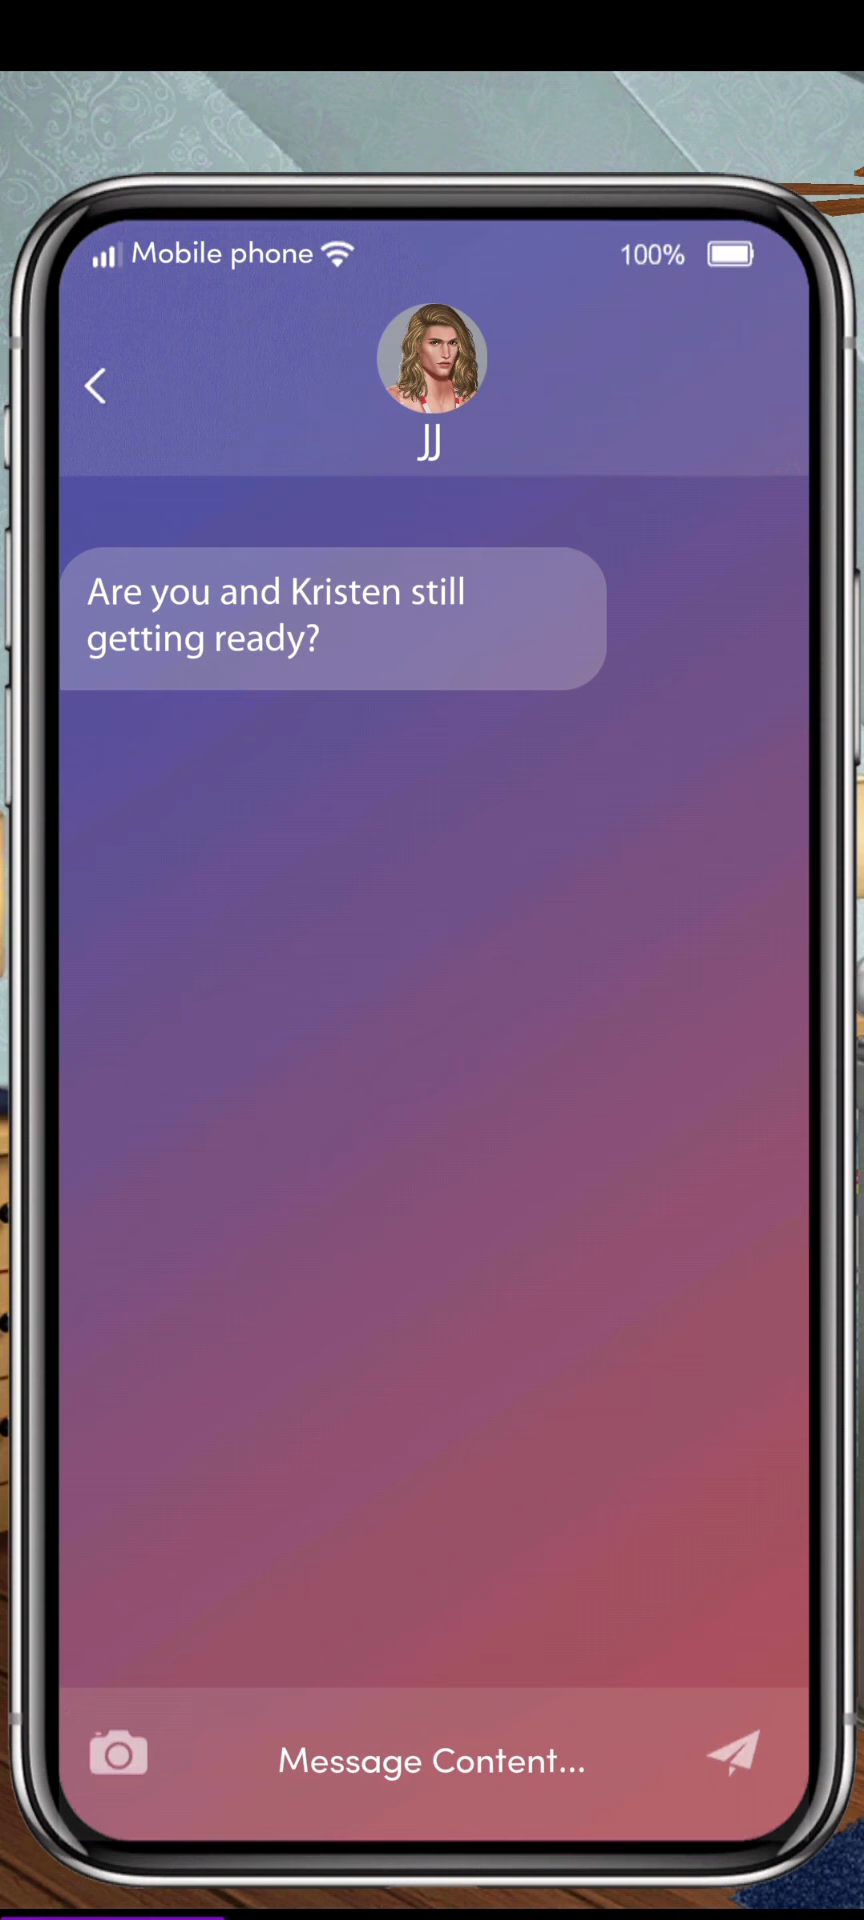 Mobile phone 100%
JJ
Are you and Kristen still
getting ready?
Message Content...